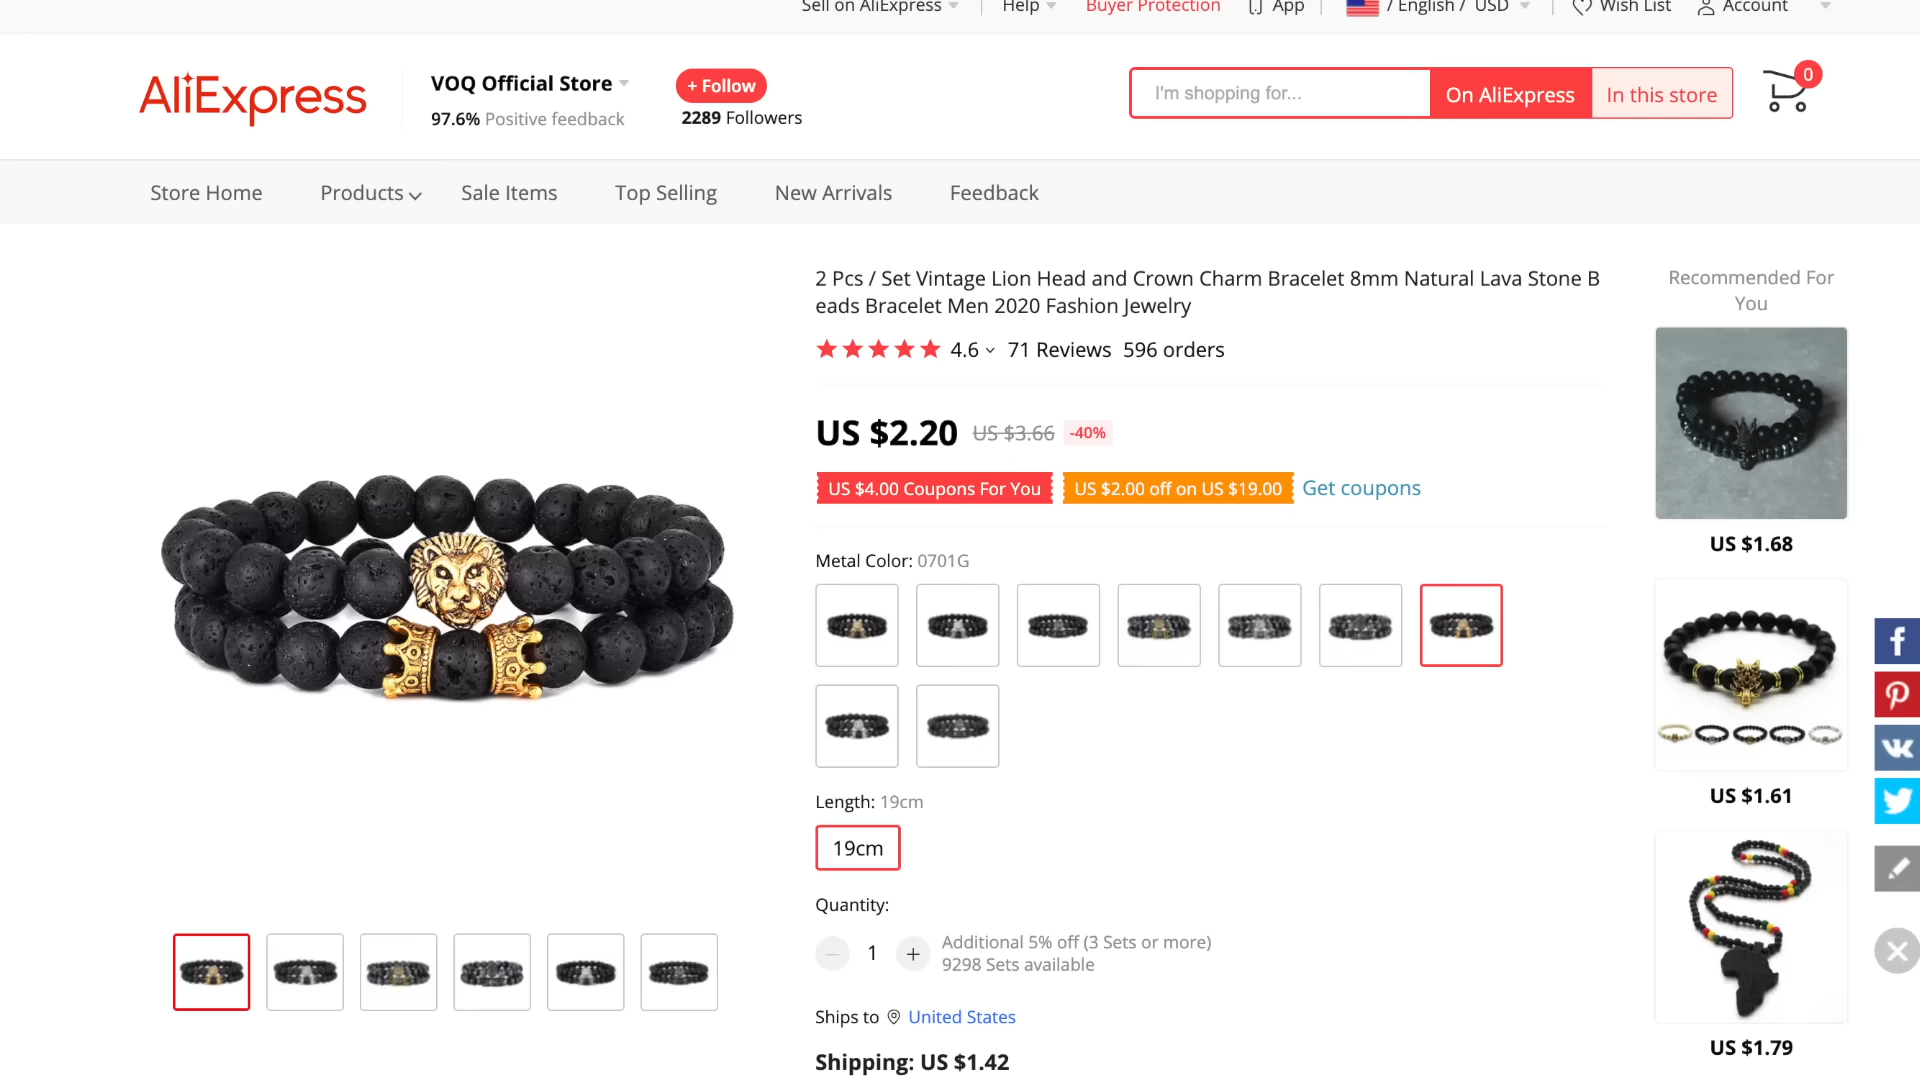 Sell on AliExpress
Help
Buyer Protection
App
/ English / USD
Wish List
Account
AliExpress
VOQ Official Store
97.6% Positive feedback
+ Follow
2289 Followers
I'm shopping for...
On AliExpress
In this store
0
Store Home
Products
Sale Items
Top Selling
New Arrivals
Feedback
2 Pcs / Set Vintage Lion Head and Crown Charm Bracelet 8mm Natural Lava Stone B
eads Bracelet Men 2020 Fashion Jewelry
4.6
71 Reviews
596 orders
US $2.20
US $3.66
-40%
US $4.00 Coupons For You
US $2.00 off on US $19.00
Get coupons
Metal Color: 0701G
Length: 19cm
19cm
Quantity:
1
+
Additional 5% off (3 Sets or more)
9298 Sets available
Ships to United States
Shipping: US $1.42
Recommended For
You
US $1.68
US $1.61
US $1.79